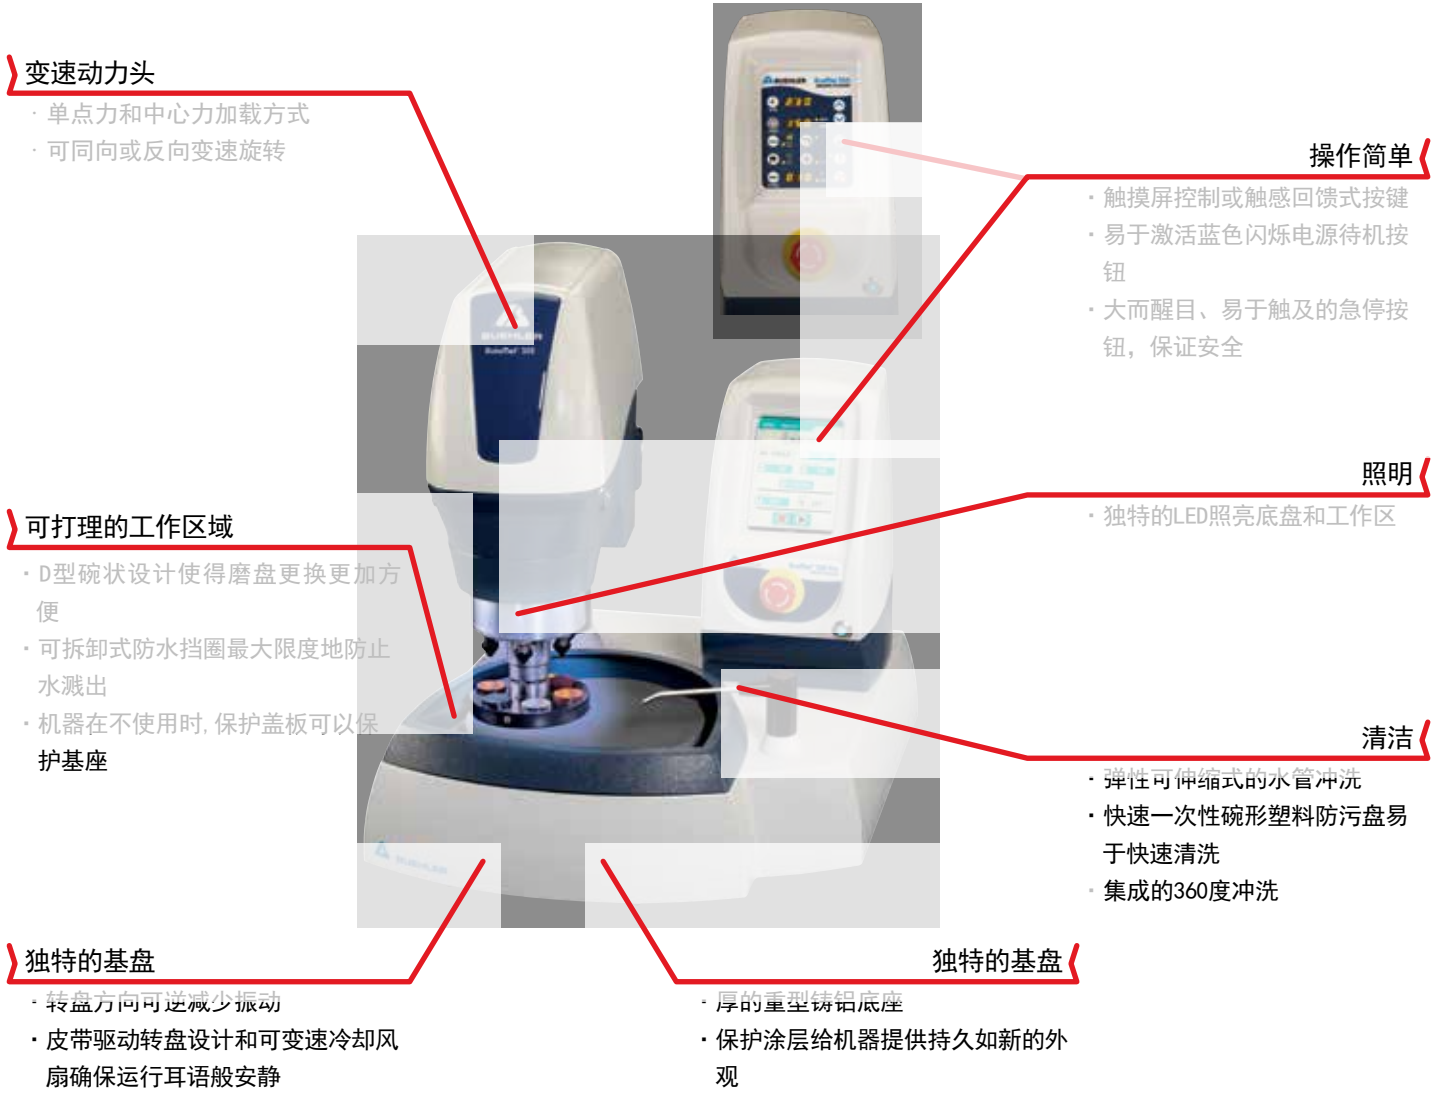 变速动力头
· 单点力和中心力加载方式
· 可同向或反向变速旋转
操作简单
· 触摸屏控制或触感回馈式按键
· 易于激活蓝色闪烁电源待机按
钮
· 大而醒目、易于触及的急停按
钮，保证安全
BUEHLER
照明
· 独特的LED照亮底盘和工作区
可打理的工作区域
· D型碗状设计使得磨盘更换更加方
便
· 可拆卸式防水挡圈最大限度地防止
水溅出
· 机器在不使用时, 保护盖板可以保
护基座
清洁
· 弹性可伸缩式的水管冲洗
· 快速一次性碗形塑料防污盘易
于快速清洗
· 集成的360度冲洗
BUEHLER
独特的基盘
· 转盘方向可逆减少振动
· 皮带驱动转盘设计和可变速冷却风
扇确保运行耳语般安静
独特的基盘
· 厚的重型铸铝底座
· 保护涂层给机器提供持久如新的外
观